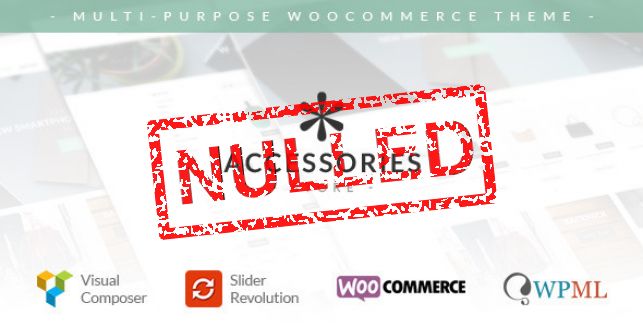 - MULTI-PURPOSE WOOCOMMERCE THEME -
*
ACCESSORIES
NULLED
Visual
Composer
Slider
Revolution
WOOCOMMERCE
WPML